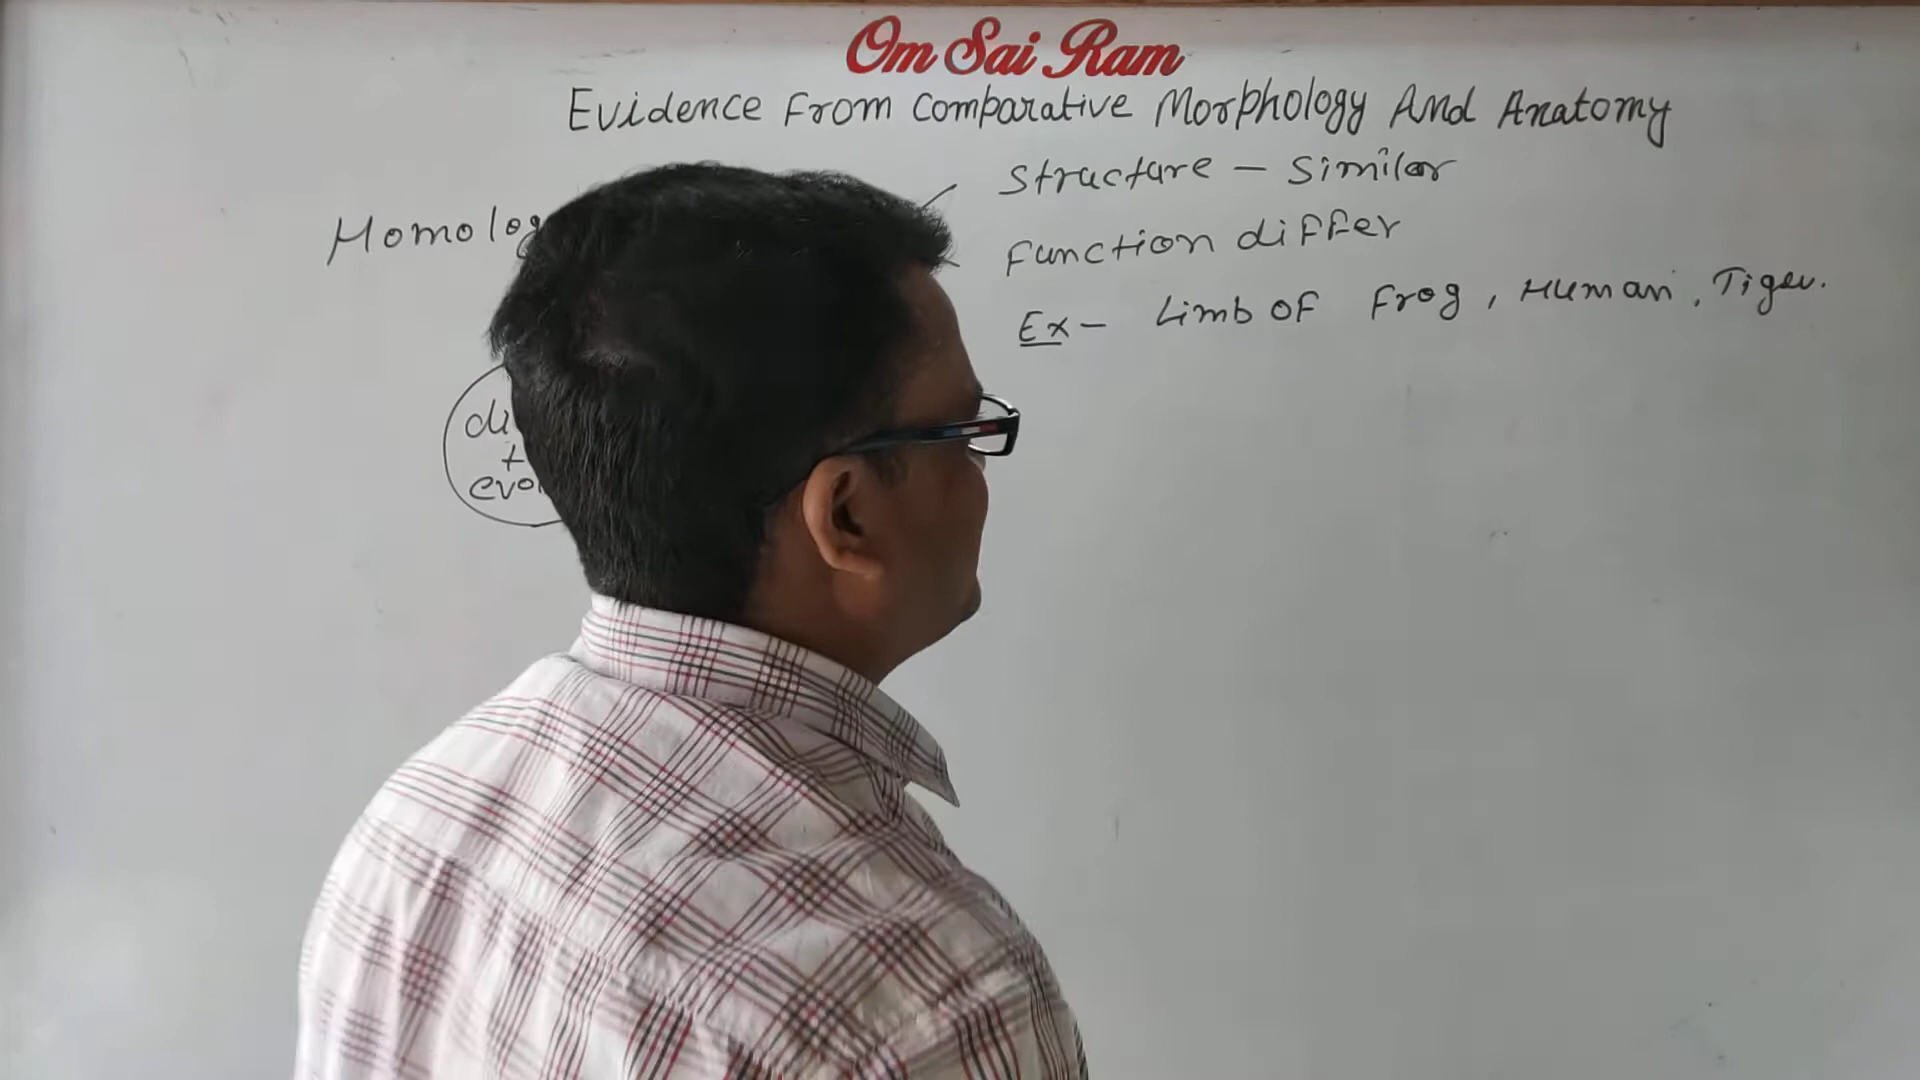 Om Sai Ram
Evidence From Comparative Morphology And Anatomy
Structure - Similar
Homolog
Function differ
Ex- Limb of Frog, Human, Tiger.
+